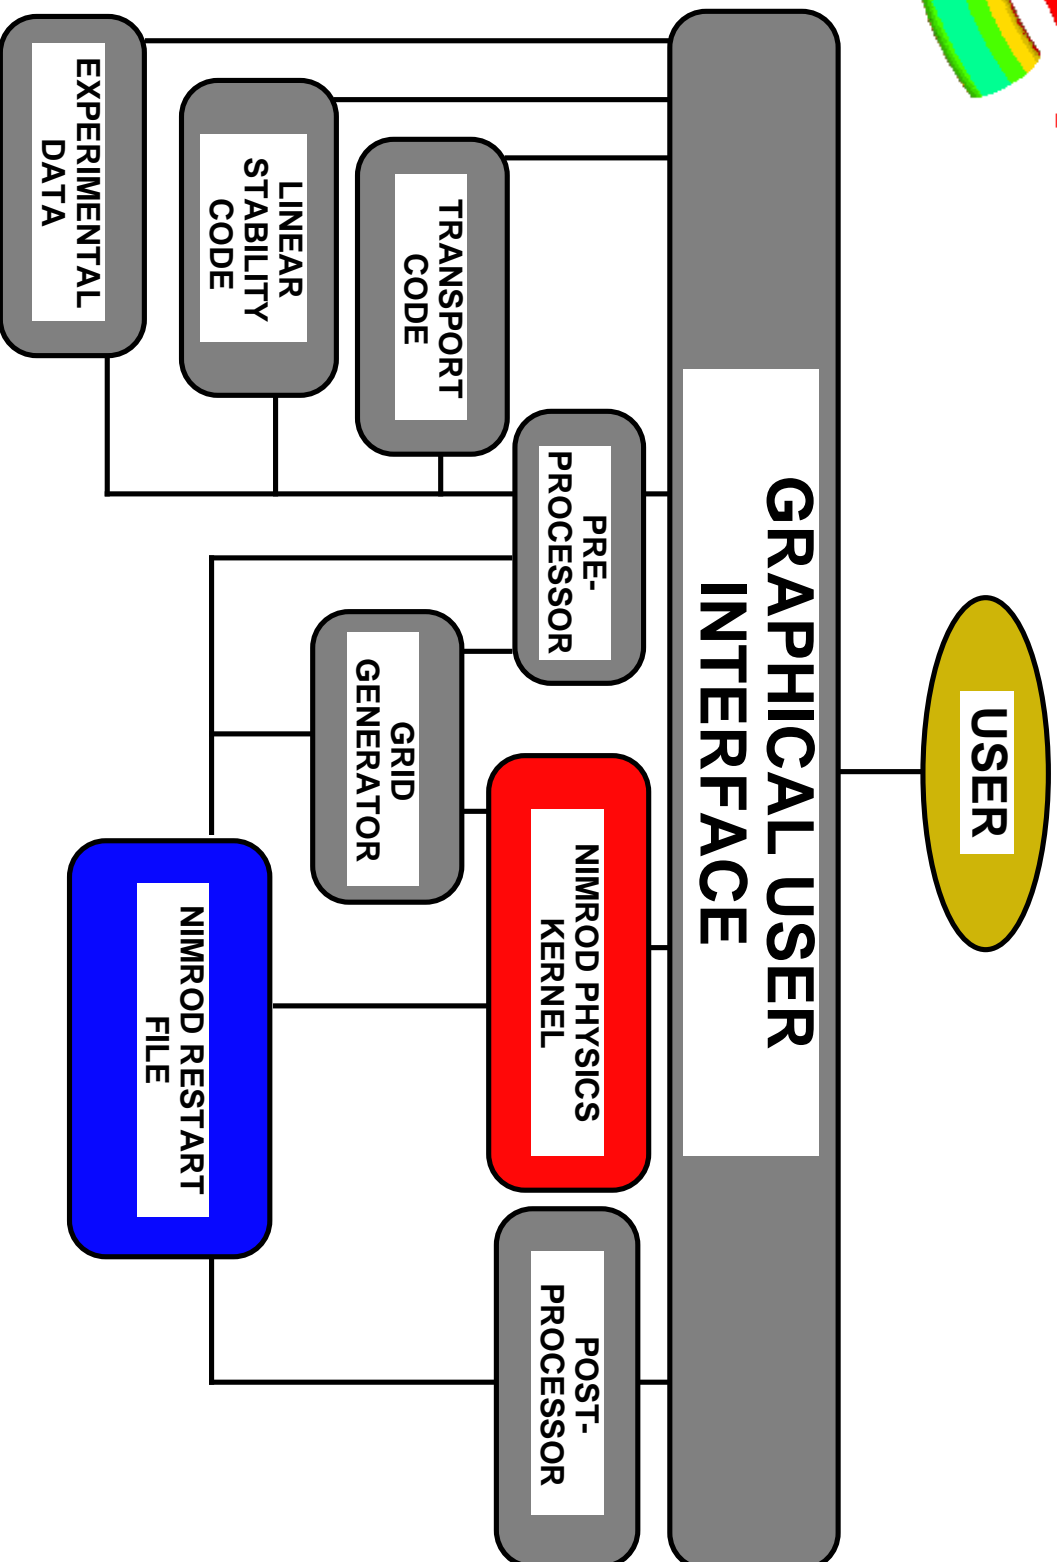 USER
GRAPHICAL USER
INTERFACE
EXPERIMENTAL
DATA
LINEAR
STABILITY
CODE
TRANSPORT
CODE
PRE-
PROCESSOR
GRID
GENERATOR
NIMROD PHYSICS
KERNEL
NIMROD RESTART
FILE
POST-
PROCESSOR